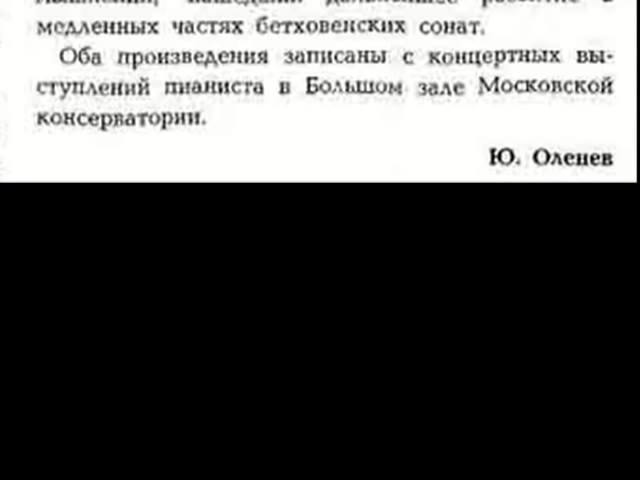 медленных частях бетховенских сонат.
Оба произведения записаны с концертных вы-
ступлений пианиста в Большом зале Московской
консерватории.
Ю. Оленев